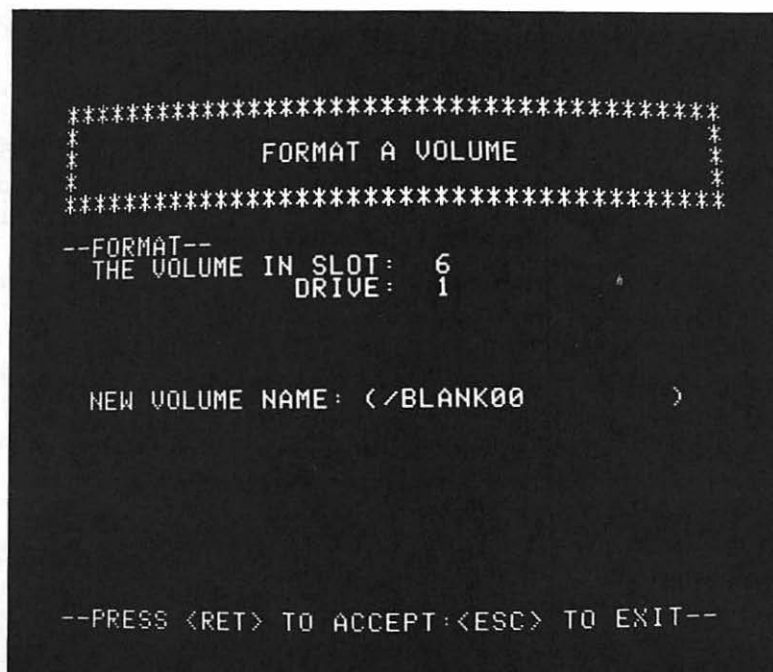 ****************************************
*                                      *
*          FORMAT A VOLUME             *
*                                      *
****************************************
--FORMAT--
THE VOLUME IN SLOT: 6
DRIVE: 1
NEW VOLUME NAME: (/BLANK00 )
--PRESS <RET> TO ACCEPT:<ESC> TO EXIT--